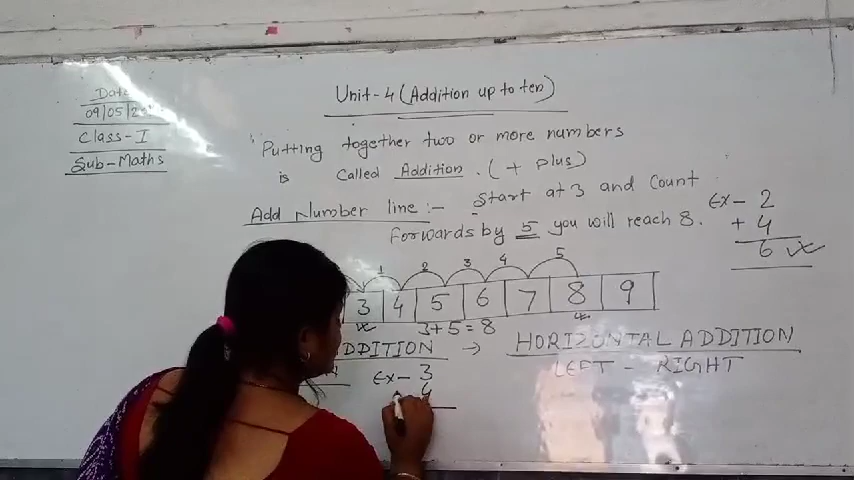 Unit-4 (Addition up to ten)
Date
09/05/2
Class-I
Sub-Maths
"Putting together two or more numbers
is called Addition. (+ plus)
Add Number line :- Start at 3 and Count
Forwards by 5 you will reach 8.
Ex- 2
+ 4
6
1 2 3 4 5
3 4 5 6 7 8 9
3+5=8
DDITION → HORIZONTAL ADDITION
LEFT - RIGHT
Ex- 3
4